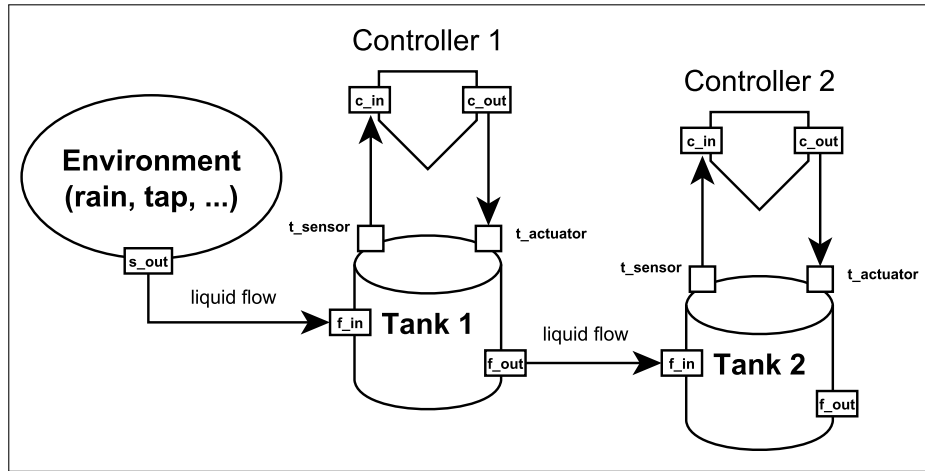 Controller 1
Controller 2
c_in
c_out
c_in
c_out
Environment
(rain, tap, ...)
t_sensor
t_actuator
s_out
t_sensor
t_actuator
liquid flow
f_in
Tank 1
liquid flow
f_out
f_in
Tank 2
f_out